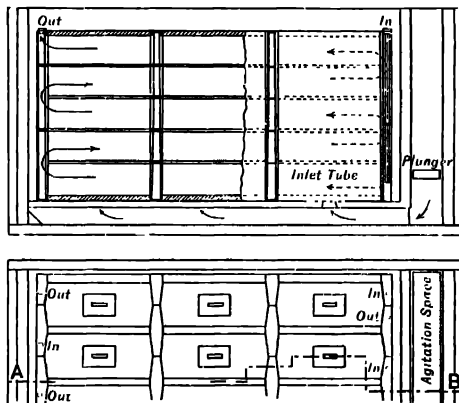 Out
In
Plunger
Inlet Tube
Out
In
Out
Agitation Space
In
In
A
B
Out